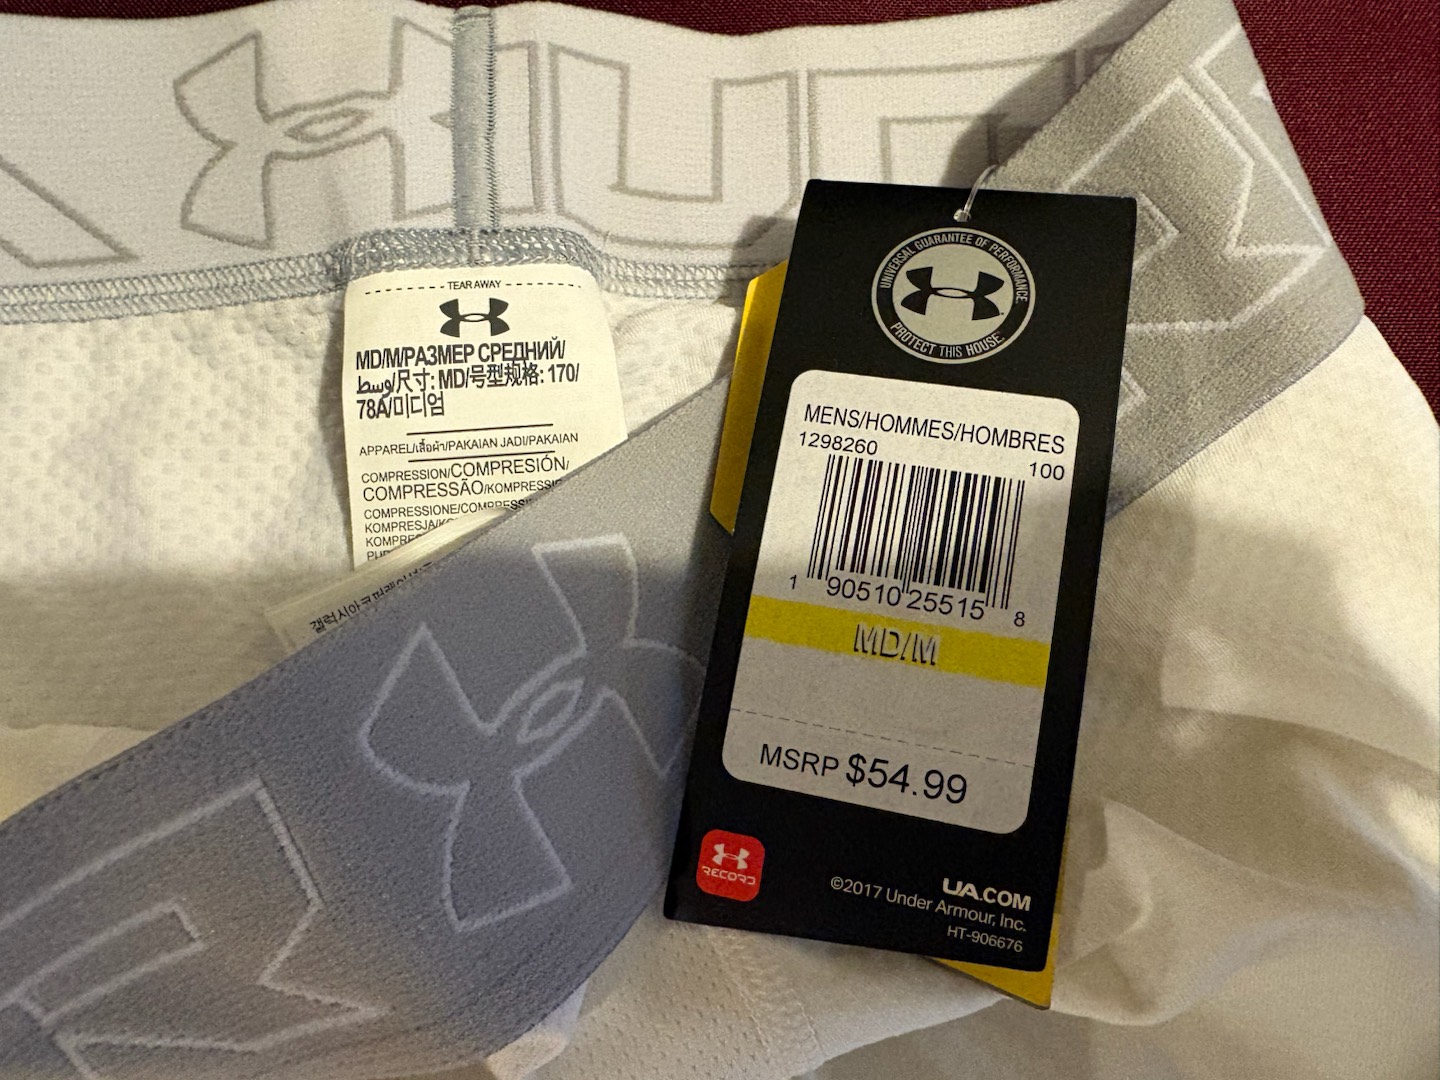 TEAR AWAY
MD/M/РАЗМЕР СРЕДНИЙ/
وسط/尺寸: MD/号型规格: 170/
78A/미디엄
APPAREL/เสื้อผ้า/PAKAIAN JADI/PAKAIAN
COMPRESSION/COMPRESIÓN/
COMPRESSÃO/KOMPRESSIE
COMPRESSIONE/
KOMPRESJA/
UNIVERSAL GUARANTEE OF PERFORMANCE
PROTECT THIS HOUSE
MENS/HOMMES/HOMBRES
1298260 100
1 90510 25515 8
MD/M
MSRP $54.99
RECORD
UA.COM
©2017 Under Armour, Inc.
HT-906676